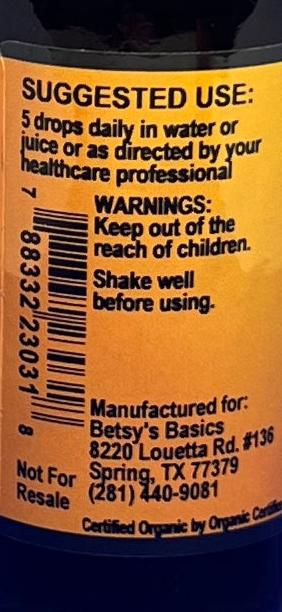 SUGGESTED USE:
5 drops daily in water or
juice or as directed by your
healthcare professional
WARNINGS:
Keep out of the
reach of children.
Shake well
before using.
7 88332 23031 8
Manufactured for:
Betsy's Basics
8220 Louetta Rd. #136
Spring, TX 77379
(281) 440-9081
Not For
Resale
Certified Organic by Organic